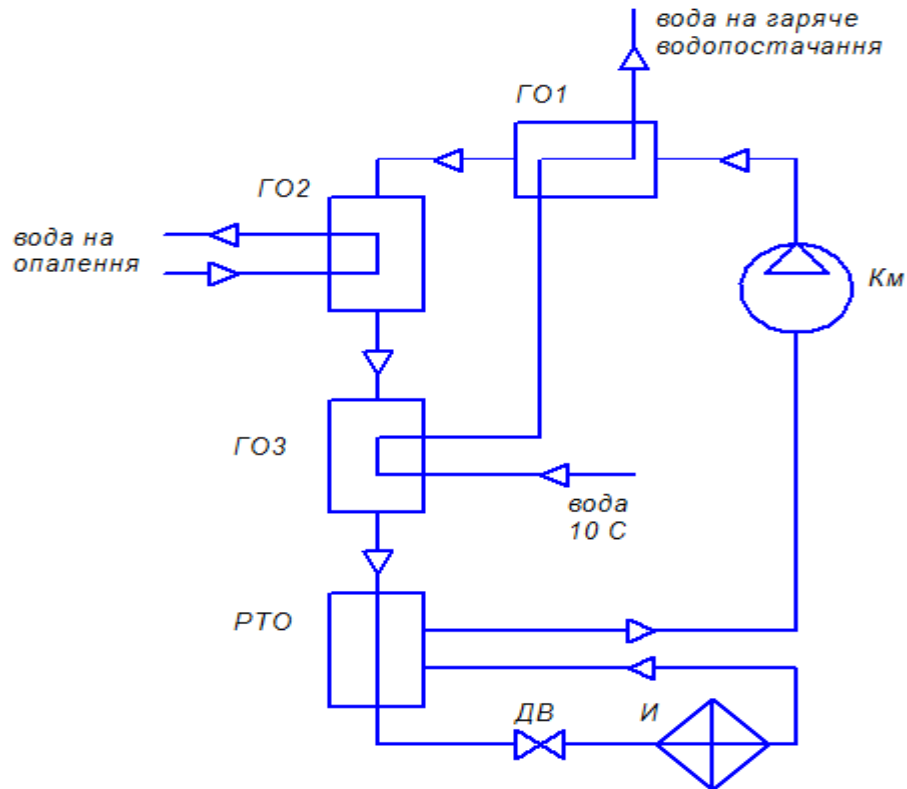 вода на гаряче
водопостачання
ГО1
ГО2
вода на
опалення
Км
ГО3
вода
10 С
РТО
ДВ
И